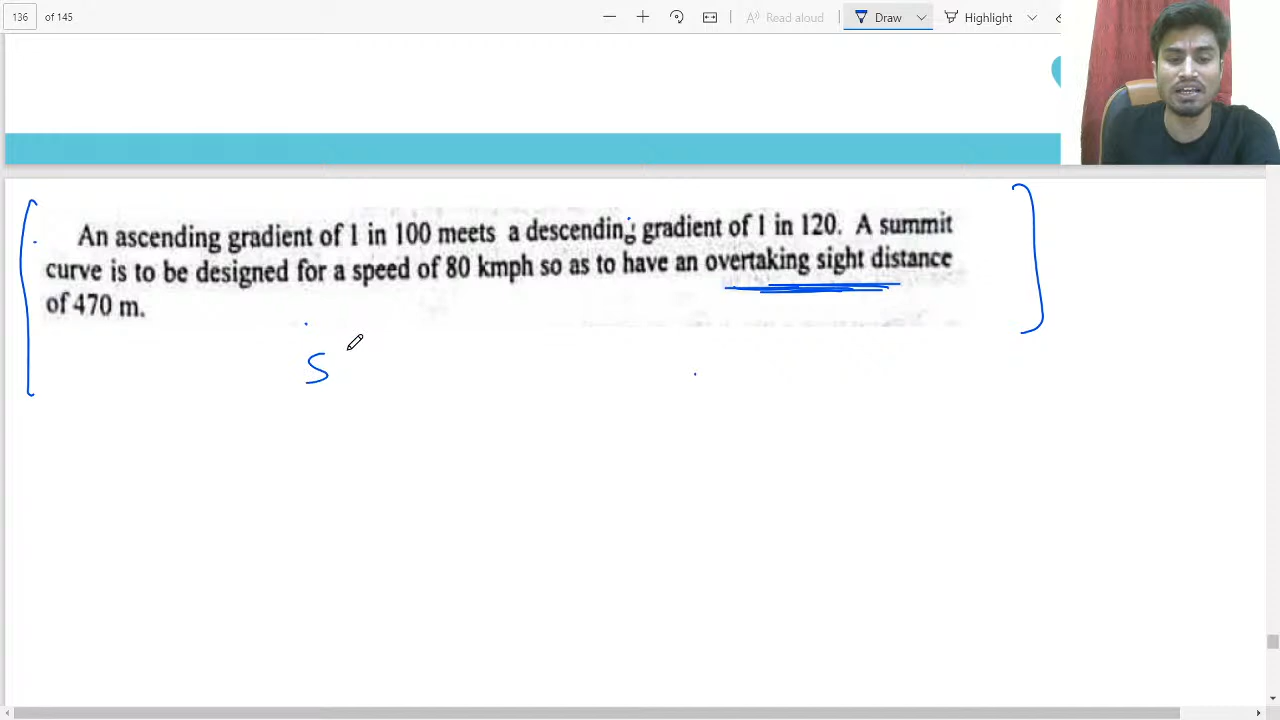 136 of 145 Read aloud Draw Highlight
An ascending gradient of 1 in 100 meets a descending gradient of 1 in 120. A summit
curve is to be designed for a speed of 80 kmph so as to have an overtaking sight distance
of 470 m.
S